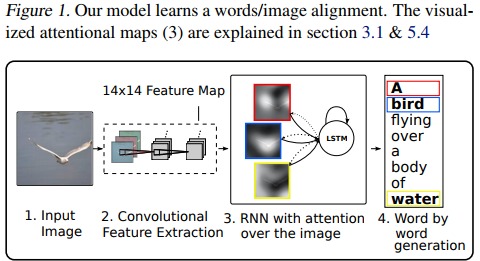 Figure 1. Our model learns a words/image alignment. The visual-
ized attentional maps (3) are explained in section 3.1 & 5.4
14x14 Feature Map
LSTM
A
bird
flying
over
a
body
of
water
1. Input
Image
2. Convolutional
Feature Extraction
3. RNN with attention
over the image
4. Word by
word
generation